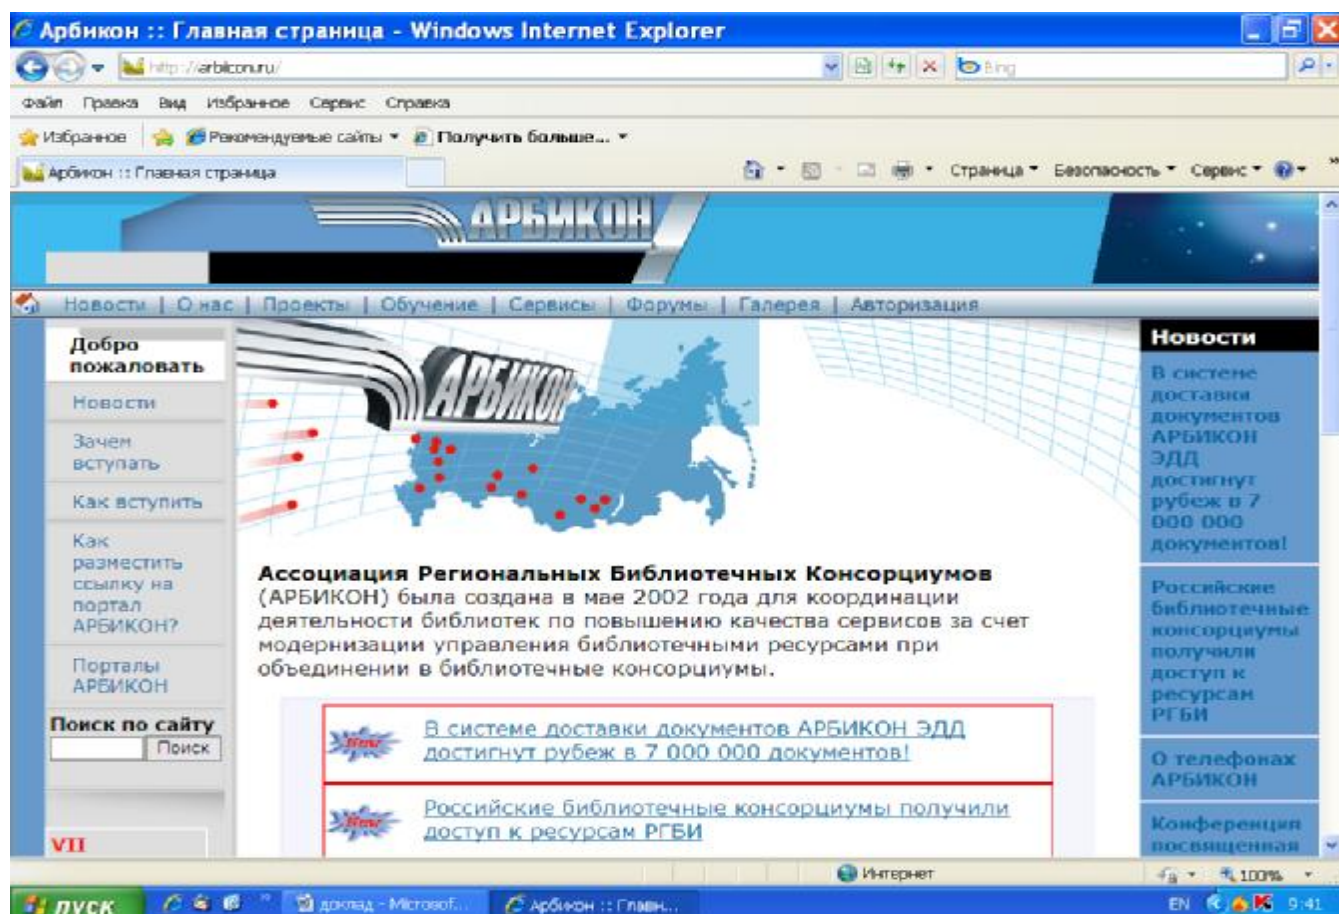 Арбикон :: Главная страница - Windows Internet Explorer
http://arbicon.ru/
Bing
Файл Правка Вид Избранное Сервис Справка
Избранное Рекомендуемые сайты Получить больше...
Арбикон :: Главная страница
Страница Безопасность Сервис
АРБИКОН
Новости | О нас | Проекты | Обучение | Сервисы | Форумы | Галерея | Авторизация
Добро
пожаловать
Новости
Зачем
вступать
Как вступить
Как
разместить
ссылку на
портал
АРБИКОН?
Порталы
АРБИКОН
Поиск по сайту
Поиск
VII
АРБИКОН
Ассоциация Региональных Библиотечных Консорциумов
(АРБИКОН) была создана в мае 2002 года для координации
деятельности библиотек по повышению качества сервисов за счет
модернизации управления библиотечными ресурсами при
объединении в библиотечные консорциумы.
New
В системе доставки документов АРБИКОН ЭДД
достигнут рубеж в 7 000 000 документов!
New
Российские библиотечные консорциумы получили
доступ к ресурсам РГБИ
Новости
В системе
доставки
документов
АРБИКОН
ЭДД
достигнут
рубеж в 7
000 000
документов!
Российские
библиотечные
консорциумы
получили
доступ к
ресурсам
РГБИ
О телефонах
АРБИКОН
Конференция
посвященная
Интернет
100%
пуск
доклад - Microsof...
Арбикон :: Главн...
EN
9:41